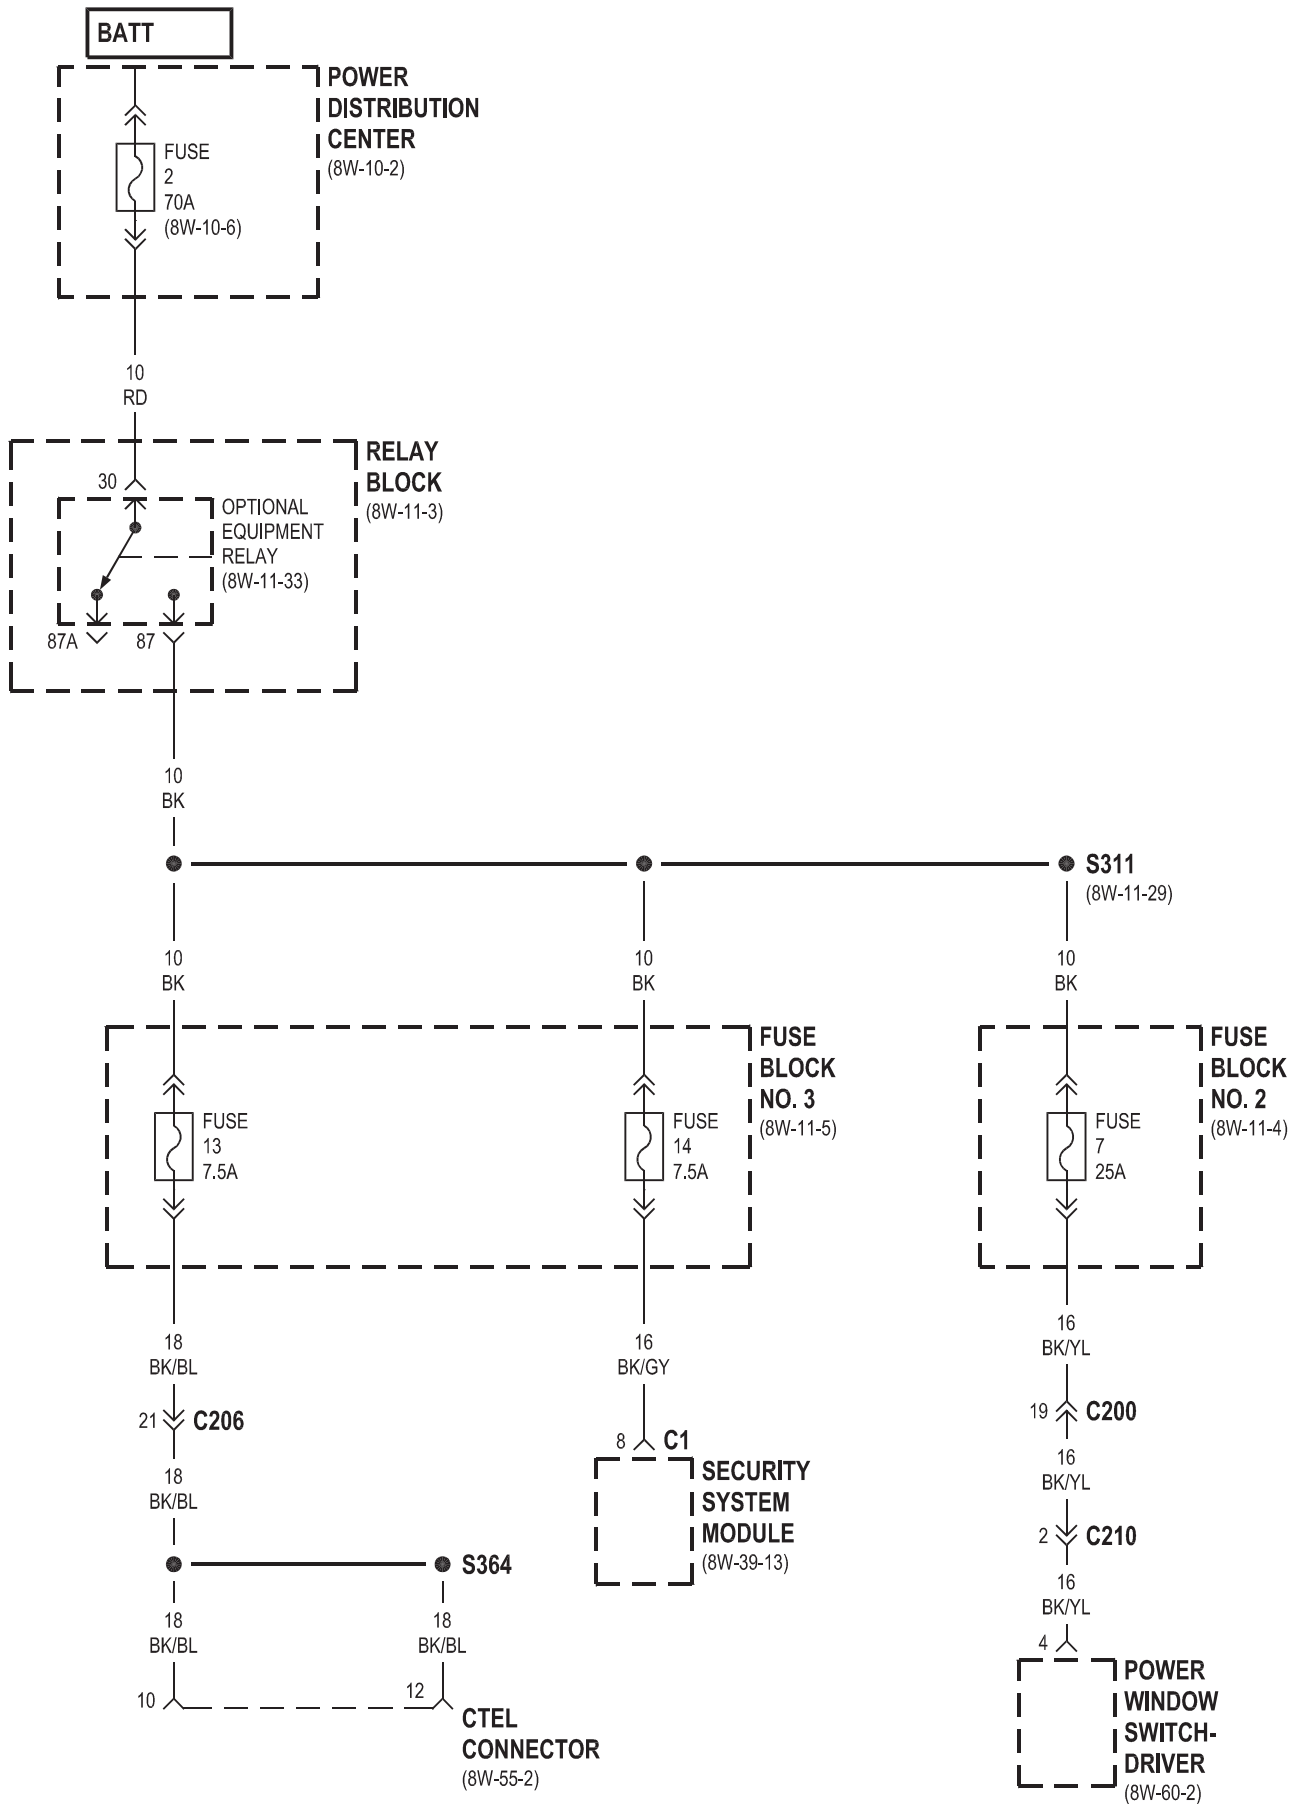 BATT
POWER
DISTRIBUTION
CENTER
(8W-10-2)
FUSE
2
70A
(8W-10-6)
10
RD
RELAY
BLOCK
(8W-11-3)
30
OPTIONAL
EQUIPMENT
RELAY
(8W-11-33)
87A
87
10
BK
S311
(8W-11-29)
10
BK
10
BK
10
BK
FUSE
BLOCK
NO. 3
(8W-11-5)
FUSE
BLOCK
NO. 2
(8W-11-4)
FUSE
13
7.5A
FUSE
14
7.5A
FUSE
7
25A
18
BK/BL
16
BK/GY
16
BK/YL
21
C206
8
C1
19
C200
18
BK/BL
SECURITY
SYSTEM
MODULE
(8W-39-13)
16
BK/YL
2
C210
S364
16
BK/YL
18
BK/BL
18
BK/BL
4
10
12
CTEL
CONNECTOR
(8W-55-2)
POWER
WINDOW
SWITCH-
DRIVER
(8W-60-2)